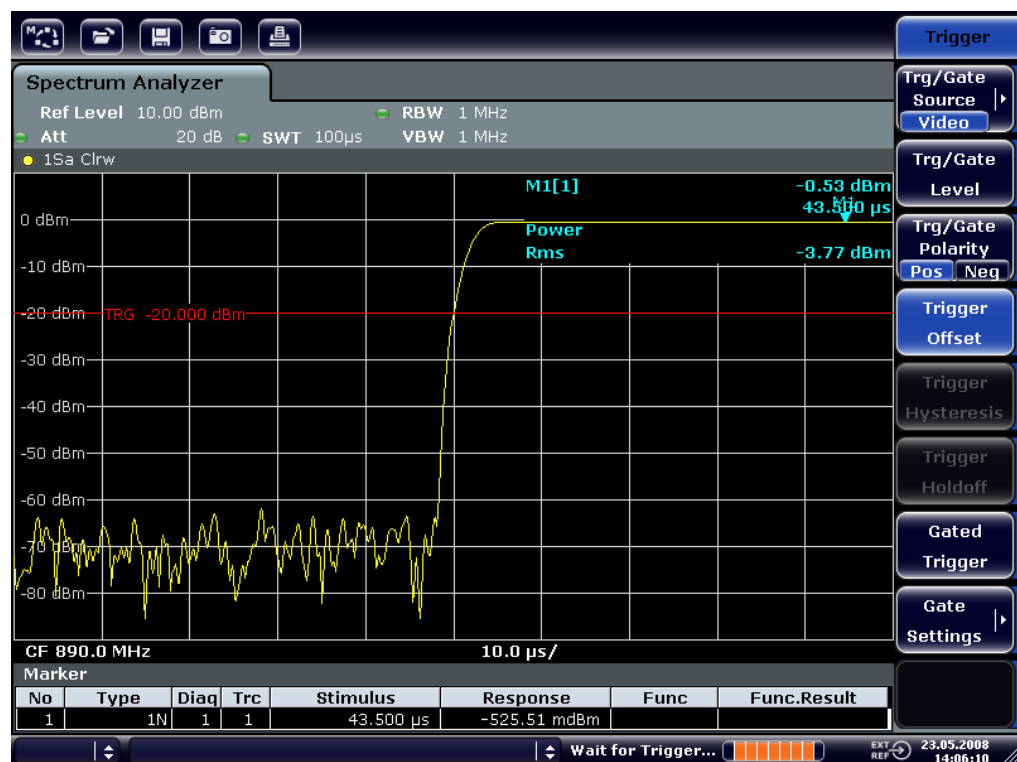 Trigger
Spectrum Analyzer
Ref Level 10.00 dBm RBW 1 MHz
Att 20 dB SWT 100µs VBW 1 MHz
1Sa Clrw
M1[1] -0.53 dBm
43.500 µs
M1
Power
Rms -3.77 dBm
0 dBm
-10 dBm
-20 dBm TRG -20.000 dBm
-30 dBm
-40 dBm
-50 dBm
-60 dBm
-70 dBm
-80 dBm
CF 890.0 MHz 10.0 µs/
Marker
No Type Diag Trc Stimulus Response Func Func.Result
1 1N 1 1 43.500 µs -525.51 mdBm
Trg/Gate
Source
Video
Trg/Gate
Level
Trg/Gate
Polarity
Pos Neg
Trigger
Offset
Trigger
Hysteresis
Trigger
Holdoff
Gated
Trigger
Gate
Settings
Wait for Trigger...
EXT
REF
23.05.2008
14:06:10